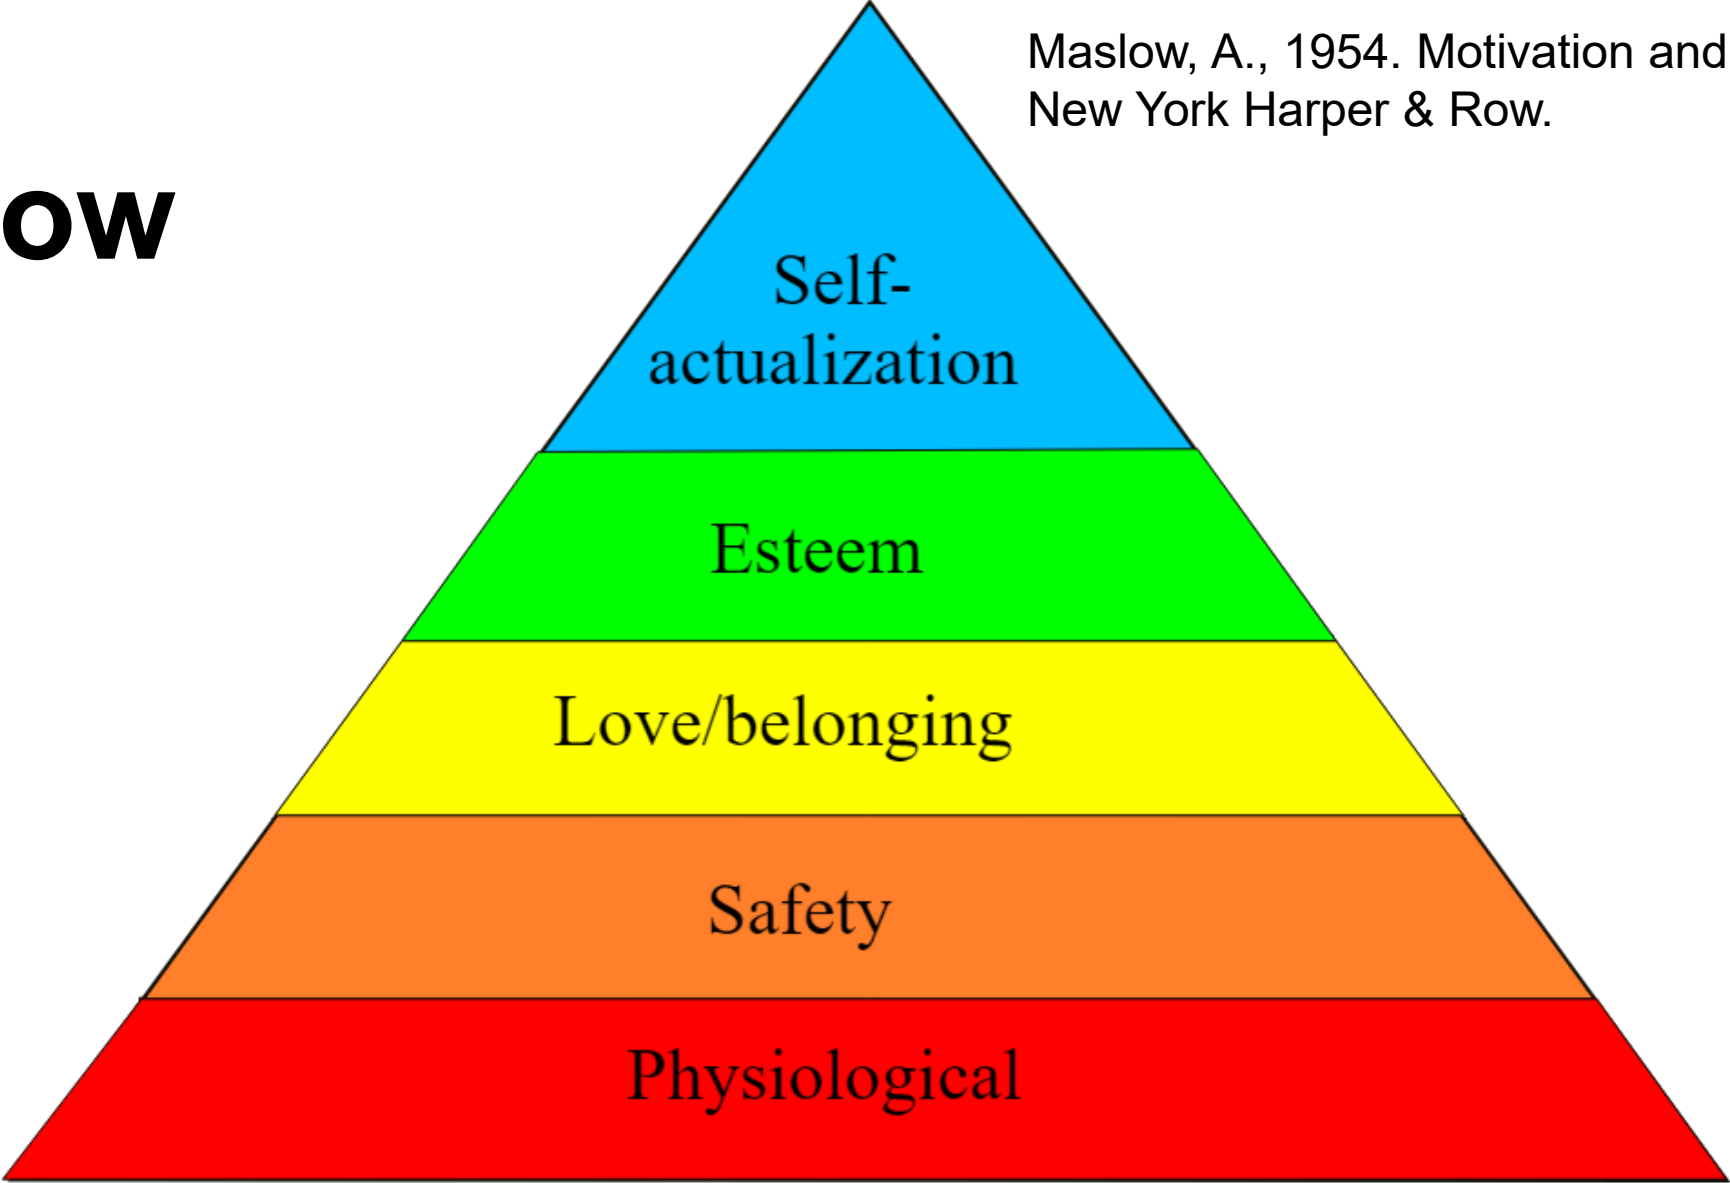 Maslow, A., 1954. Motivation and
New York Harper & Row.
ow
Self-
actualization
Esteem
Love/belonging
Safety
Physiological